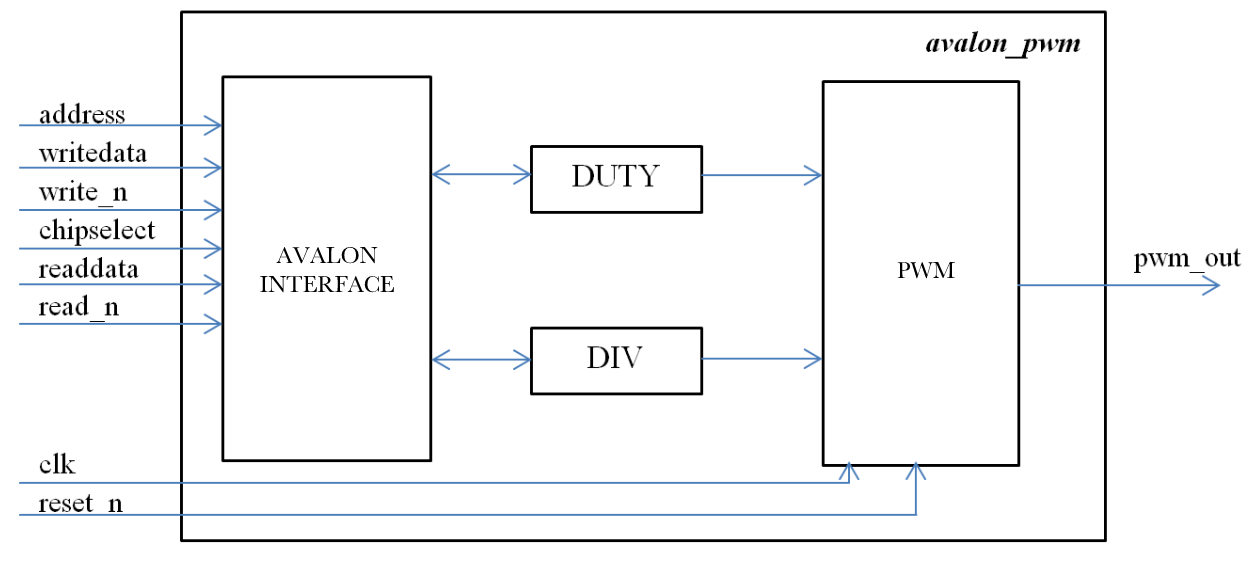 avalon_pwm
address
writedata
write_n
chipselect
readdata
read_n
AVALON
INTERFACE
DUTY
DIV
PWM
pwm_out
clk
reset_n